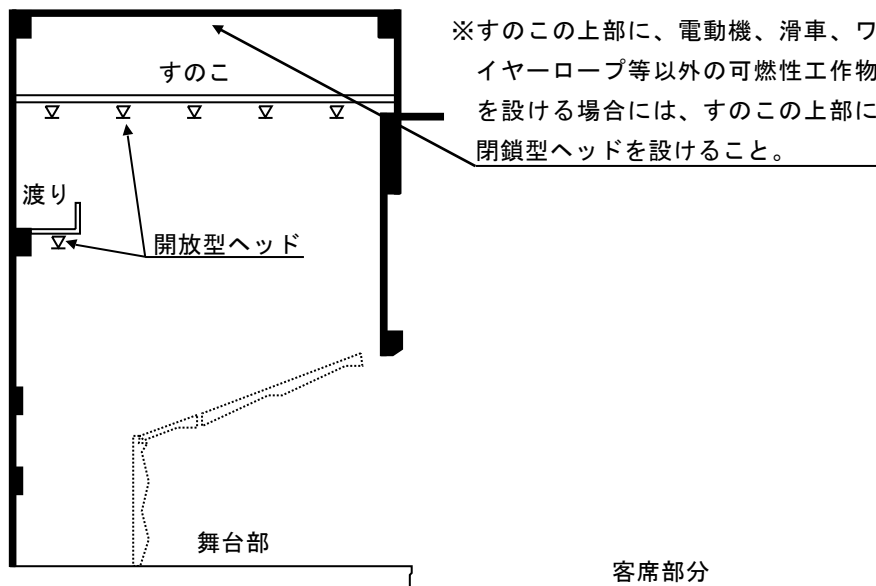 ※すのこの上部に、電動機、滑車、ワ
イヤーロープ等以外の可燃性工作物
を設ける場合には、すのこの上部に
閉鎖型ヘッドを設けること。
すのこ
渡り
開放型ヘッド
舞台部
客席部分